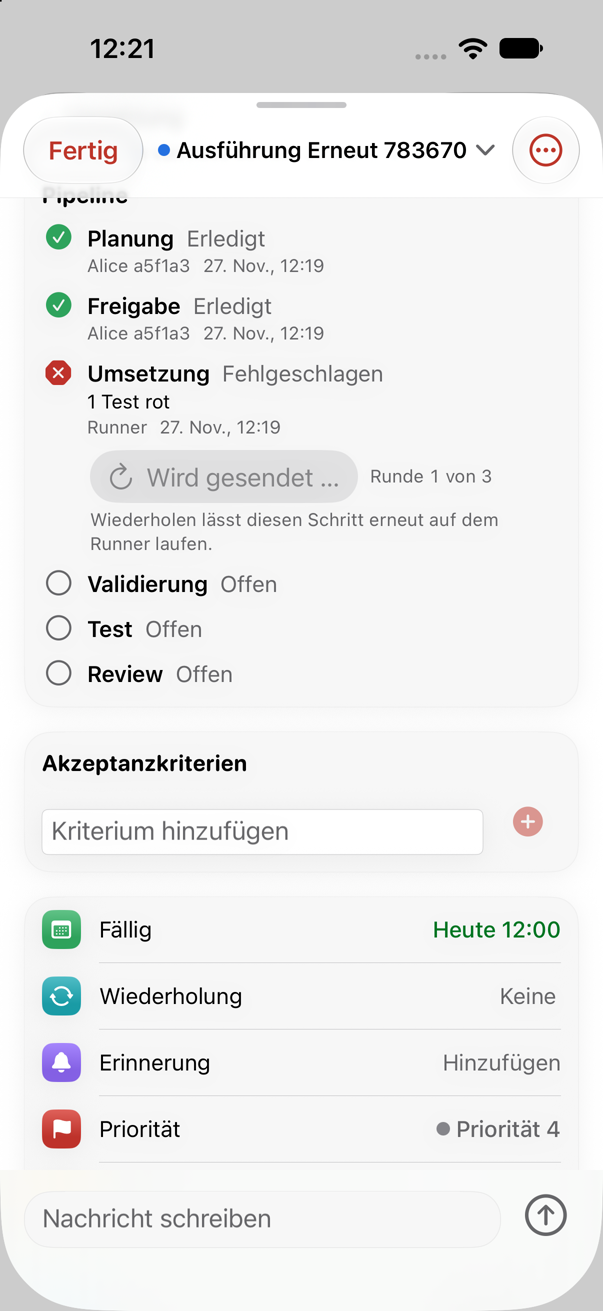 12:21
Fertig
Ausführung Erneut 783670
Pipeline
Planung Erledigt
Alice a5f1a3 27. Nov., 12:19
Freigabe Erledigt
Alice a5f1a3 27. Nov., 12:19
Umsetzung Fehlgeschlagen
1 Test rot
Runner 27. Nov., 12:19
Wird gesendet ... Runde 1 von 3
Wiederholen lässt diesen Schritt erneut auf dem
Runner laufen.
Validierung Offen
Test Offen
Review Offen
Akzeptanzkriterien
Kriterium hinzufügen
Fällig Heute 12:00
Wiederholung Keine
Erinnerung Hinzufügen
Priorität Priorität 4
Nachricht schreiben